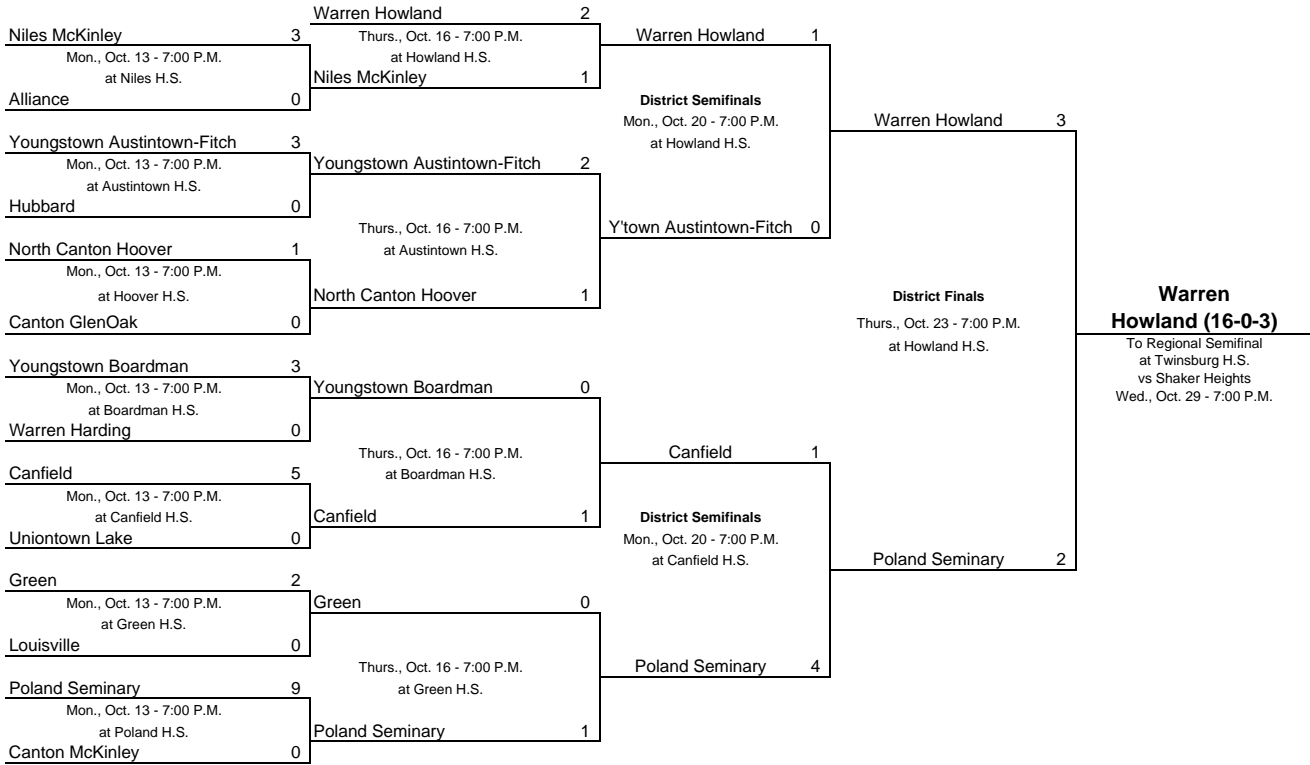 Warren Howland 2
Niles McKinley 3
Mon., Oct. 13 - 7:00 P.M.
at Niles H.S.
Alliance 0
Thurs., Oct. 16 - 7:00 P.M.
at Howland H.S.
Niles McKinley 1
Youngstown Austintown-Fitch 3
Mon., Oct. 13 - 7:00 P.M.
at Austintown H.S.
Hubbard 0
Youngstown Austintown-Fitch 2
Thurs., Oct. 16 - 7:00 P.M.
at Austintown H.S.
North Canton Hoover 1
North Canton Hoover 1
Mon., Oct. 13 - 7:00 P.M.
at Hoover H.S.
Canton GlenOak 0
Youngstown Boardman 3
Mon., Oct. 13 - 7:00 P.M.
at Boardman H.S.
Warren Harding 0
Youngstown Boardman 0
Thurs., Oct. 16 - 7:00 P.M.
at Boardman H.S.
Canfield 1
Canfield 5
Mon., Oct. 13 - 7:00 P.M.
at Canfield H.S.
Uniontown Lake 0
Green 2
Mon., Oct. 13 - 7:00 P.M.
at Green H.S.
Louisville 0
Green 0
Thurs., Oct. 16 - 7:00 P.M.
at Green H.S.
Poland Seminary 1
Poland Seminary 9
Mon., Oct. 13 - 7:00 P.M.
at Poland H.S.
Canton McKinley 0
Warren Howland 1
District Semifinals
Mon., Oct. 20 - 7:00 P.M.
at Howland H.S.
Y'town Austintown-Fitch 0
Canfield 1
District Semifinals
Mon., Oct. 20 - 7:00 P.M.
at Canfield H.S.
Poland Seminary 4
Warren Howland 3
District Finals
Thurs., Oct. 23 - 7:00 P.M.
at Howland H.S.
Poland Seminary 2
Warren
Howland (16-0-3)
To Regional Semifinal
at Twinsburg H.S.
vs Shaker Heights
Wed., Oct. 29 - 7:00 P.M.